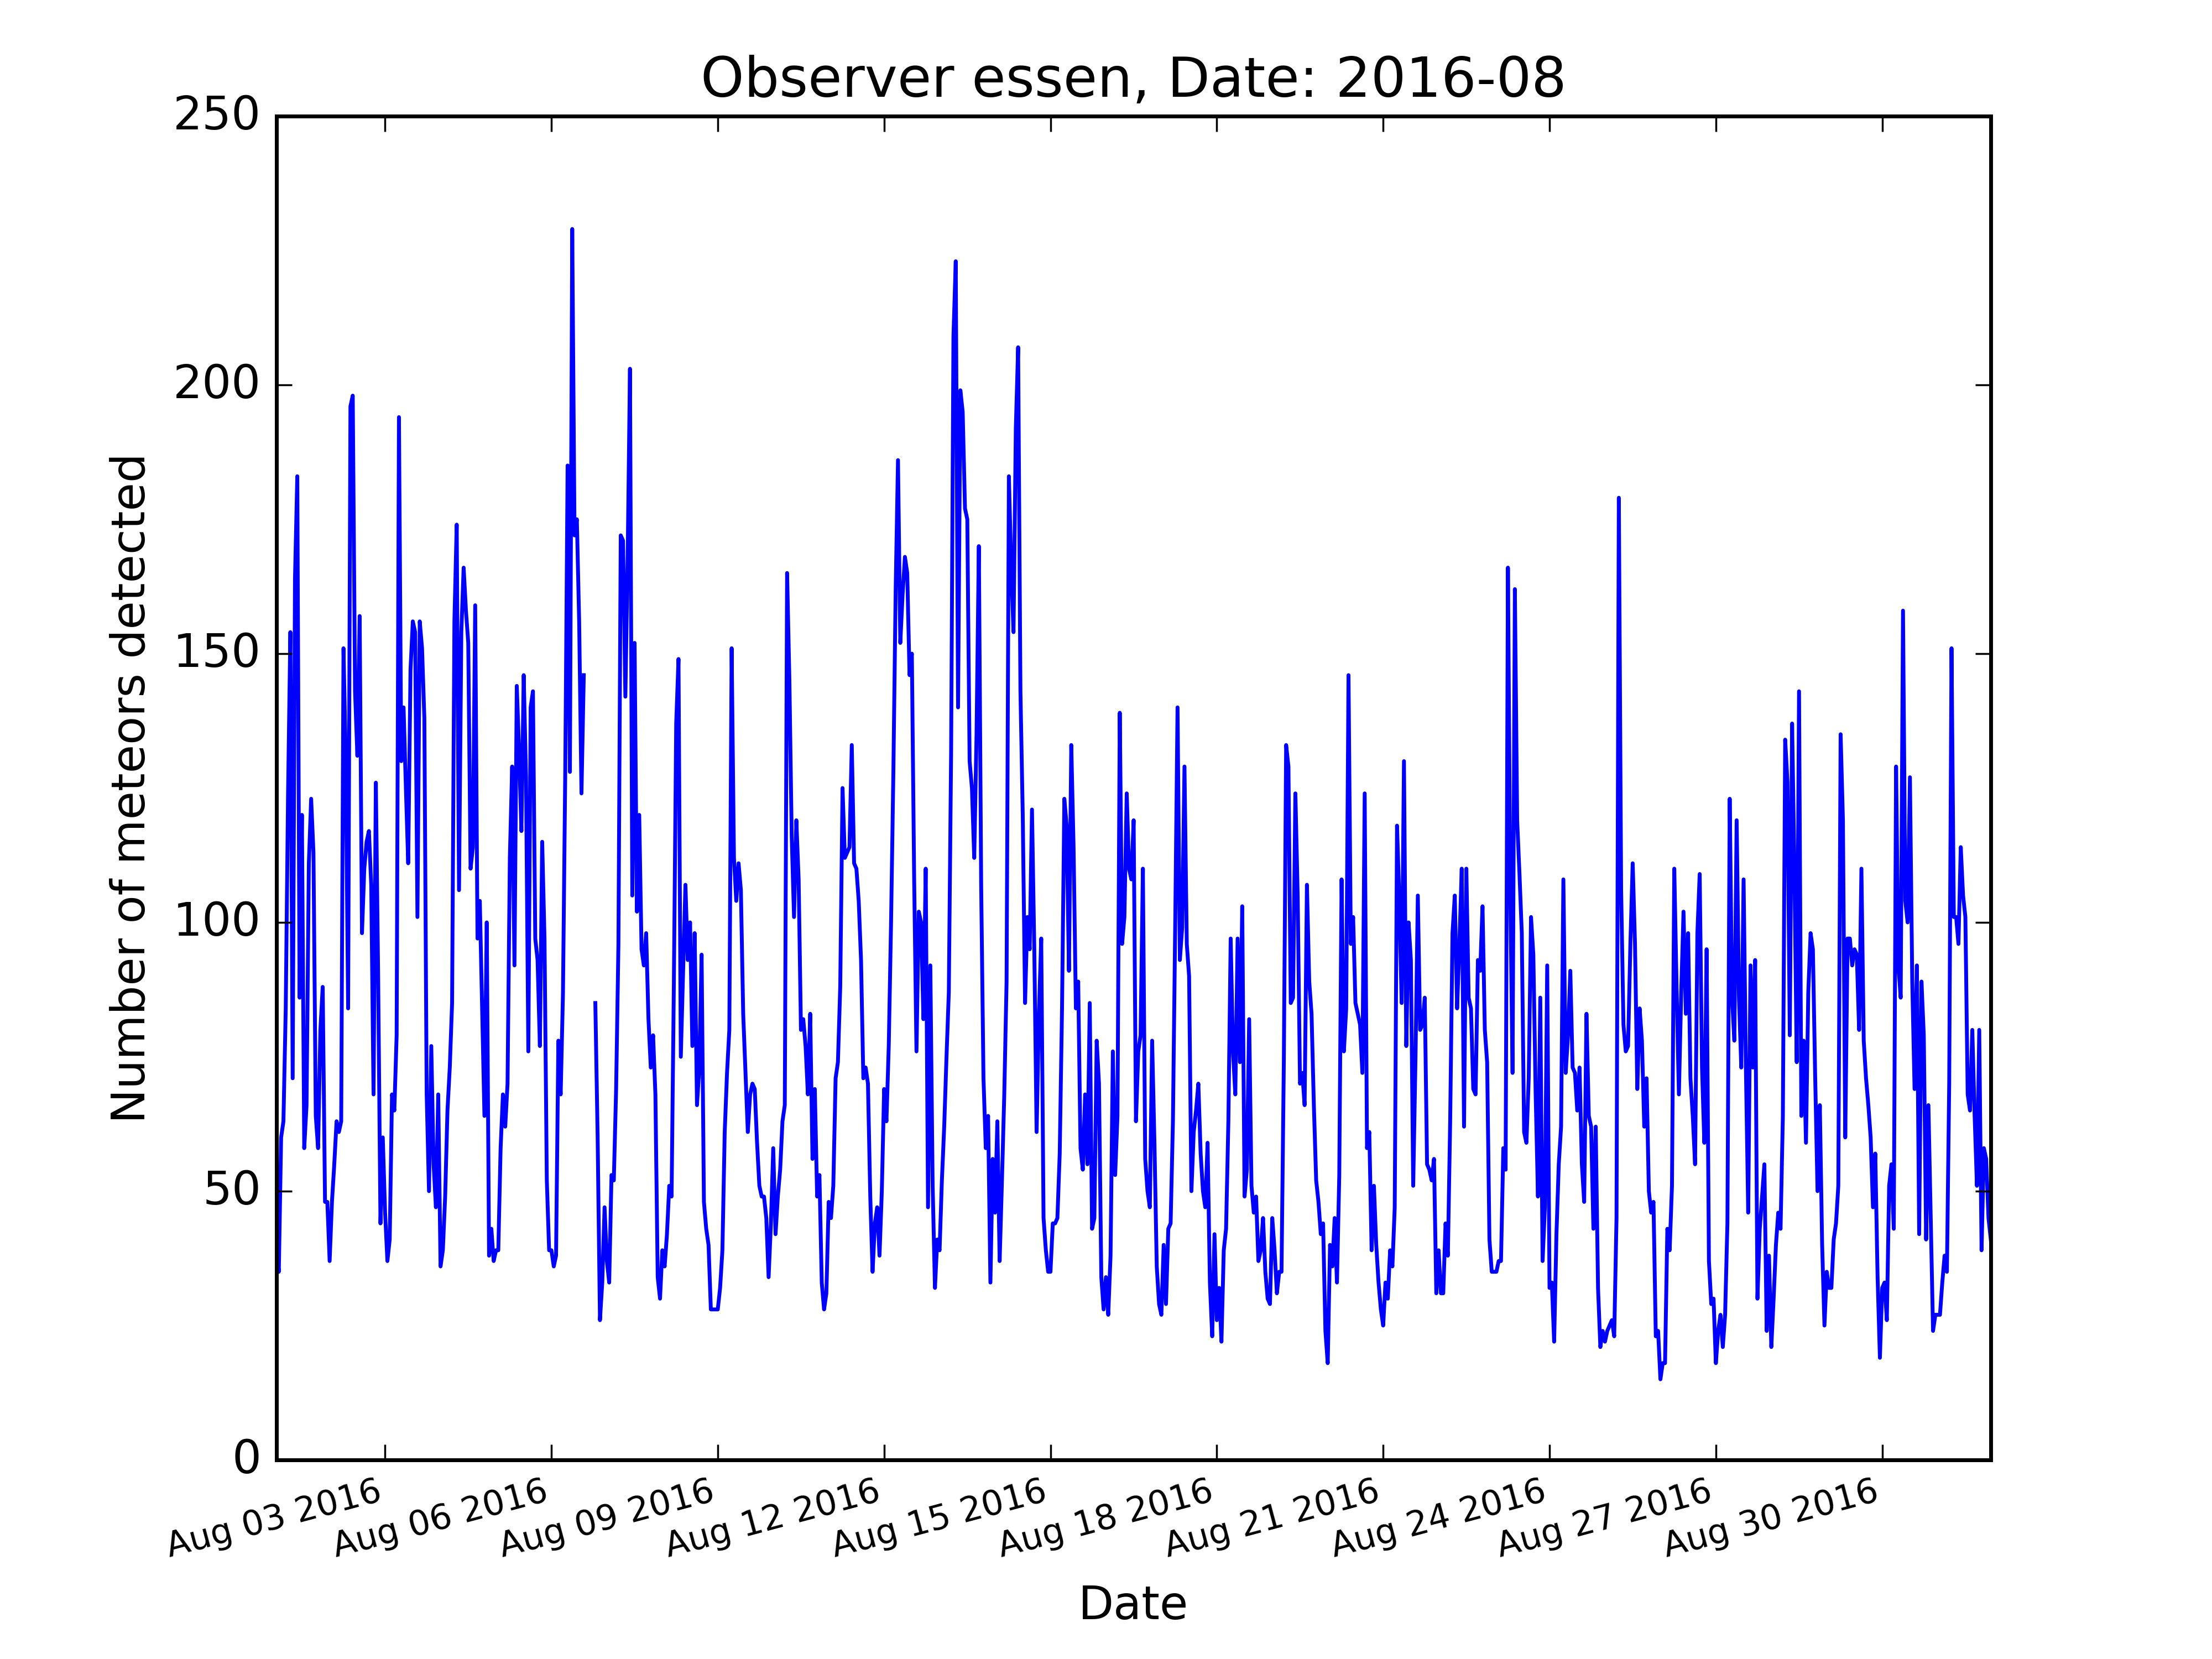 Observer essen, Date: 2016-08
250
200
150
100
50
0
Number of meteors detected
Aug 03 2016
Aug 06 2016
Aug 09 2016
Aug 12 2016
Aug 15 2016
Aug 18 2016
Aug 21 2016
Aug 24 2016
Aug 27 2016
Aug 30 2016
Date